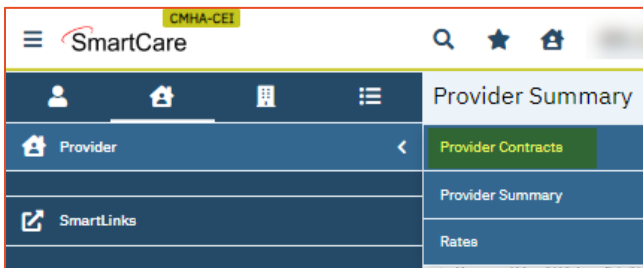 CMHA-CEI
SmartCare
Provider Summary
Provider
Provider Contracts
Provider Summary
SmartLinks
Rates